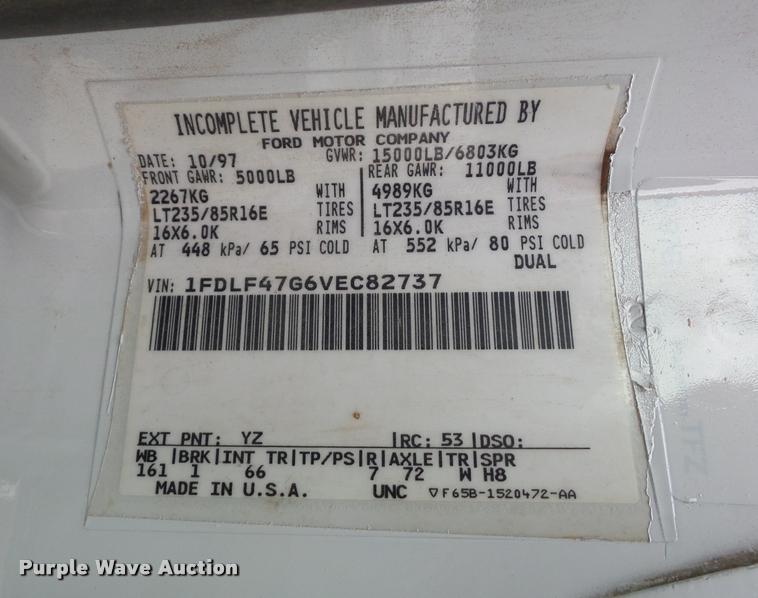 INCOMPLETE VEHICLE MANUFACTURED BY
FORD MOTOR COMPANY
DATE: 10/97 GVWR: 15000LB/6803KG
FRONT GAWR: 5000LB REAR GAWR: 11000LB
2267KG WITH 4989KG WITH
LT235/85R16E TIRES LT235/85R16E TIRES
16X6.0K RIMS 16X6.0K RIMS
AT 448 kPa/ 65 PSI COLD AT 552 kPa/ 80 PSI COLD
DUAL
VIN: 1FDLF47G6VEC82737
EXT PNT: YZ |RC: 53 |DSO:
WB |BRK|INT TR|TP/PS|R|AXLE|TR|SPR
161 1 66 7 72 W H8
MADE IN U.S.A. UNC ▽F65B-1520472-AA
Purple Wave Auction